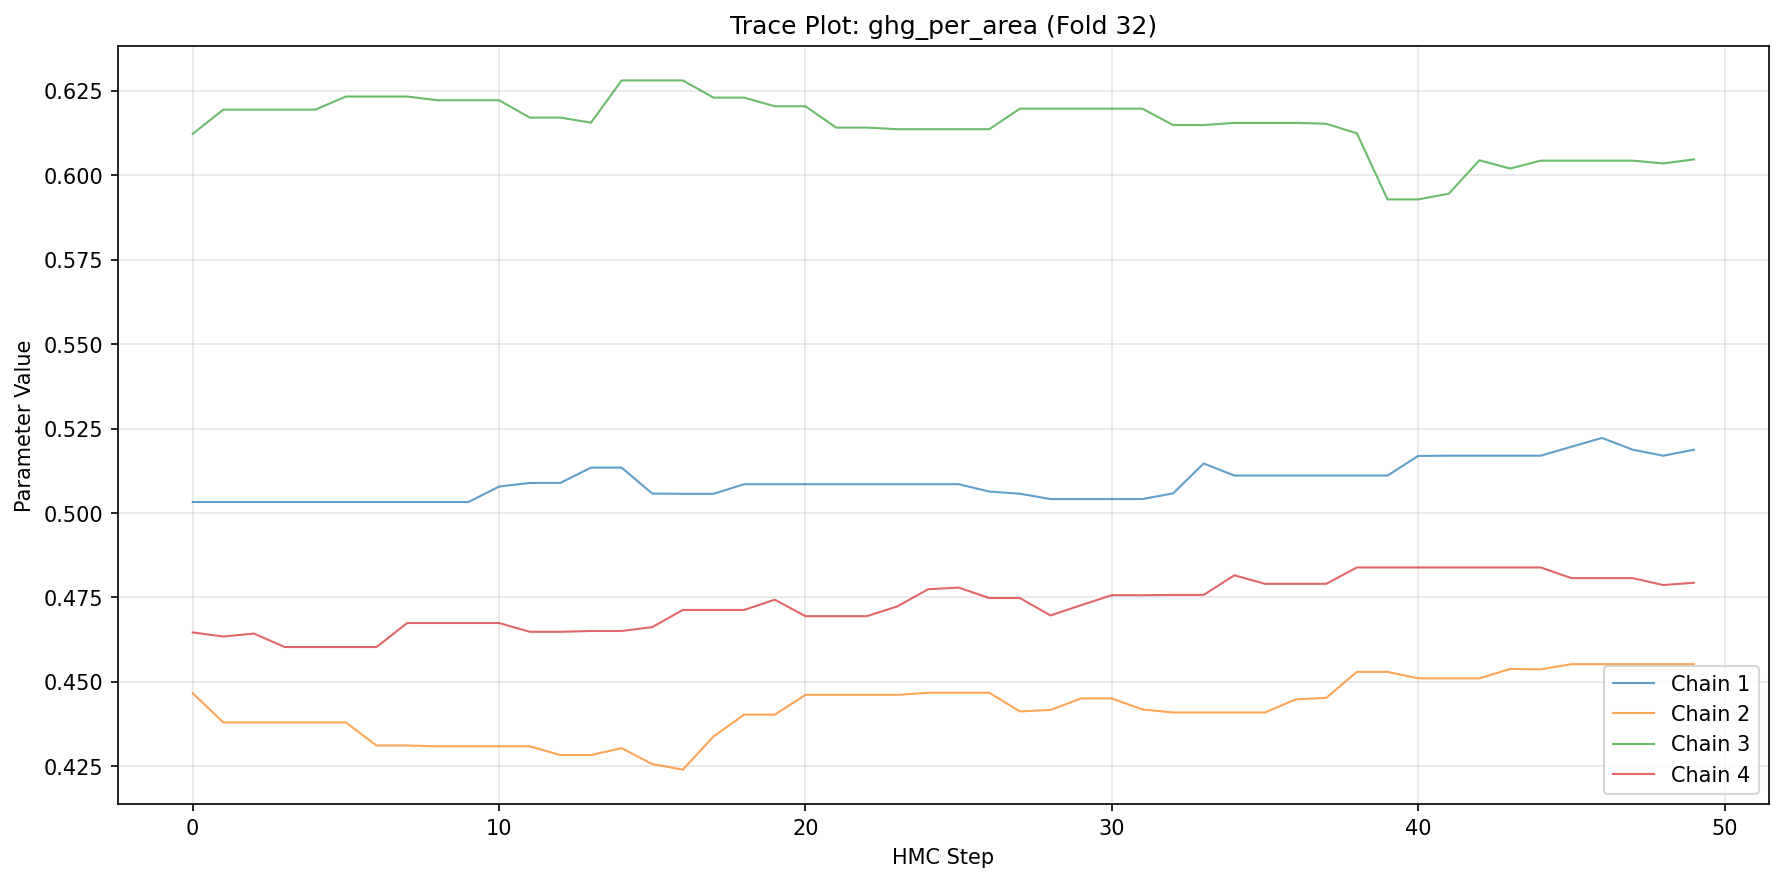 Trace Plot: ghg_per_area (Fold 32)
Parameter Value
0.625
0.600
0.575
0.550
0.525
0.500
0.475
0.450
0.425
Chain 1
Chain 2
Chain 3
Chain 4
0 10 20 30 40 50
HMC Step